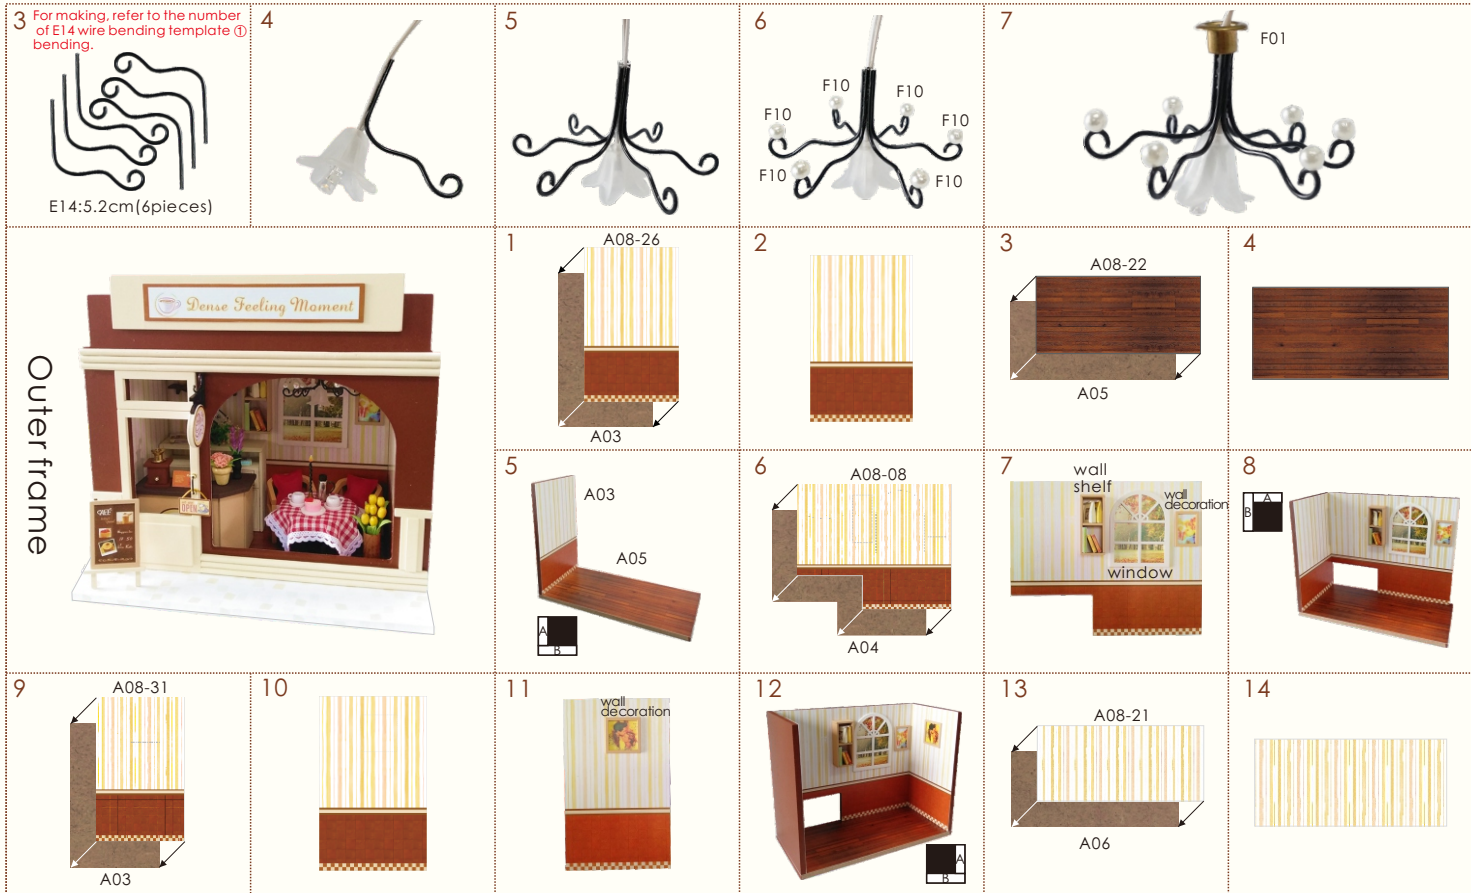 3
For making, refer to the number
of E14 wire bending template ①
bending.
E14:5.2cm(6pieces)
4
5
6
F10
F10
F10
F10
F10
F10
7
F01
Outer frame
Dense Feeling Moment
OPEN
1
A08-26
A03
2
3
A08-22
A05
4
5
A03
A05
A
B
6
A08-08
A04
7
wall
shelf
wall
decoration
window
8
A
B
9
A08-31
A03
10
11
wall
decoration
12
A
B
13
A08-21
A06
14